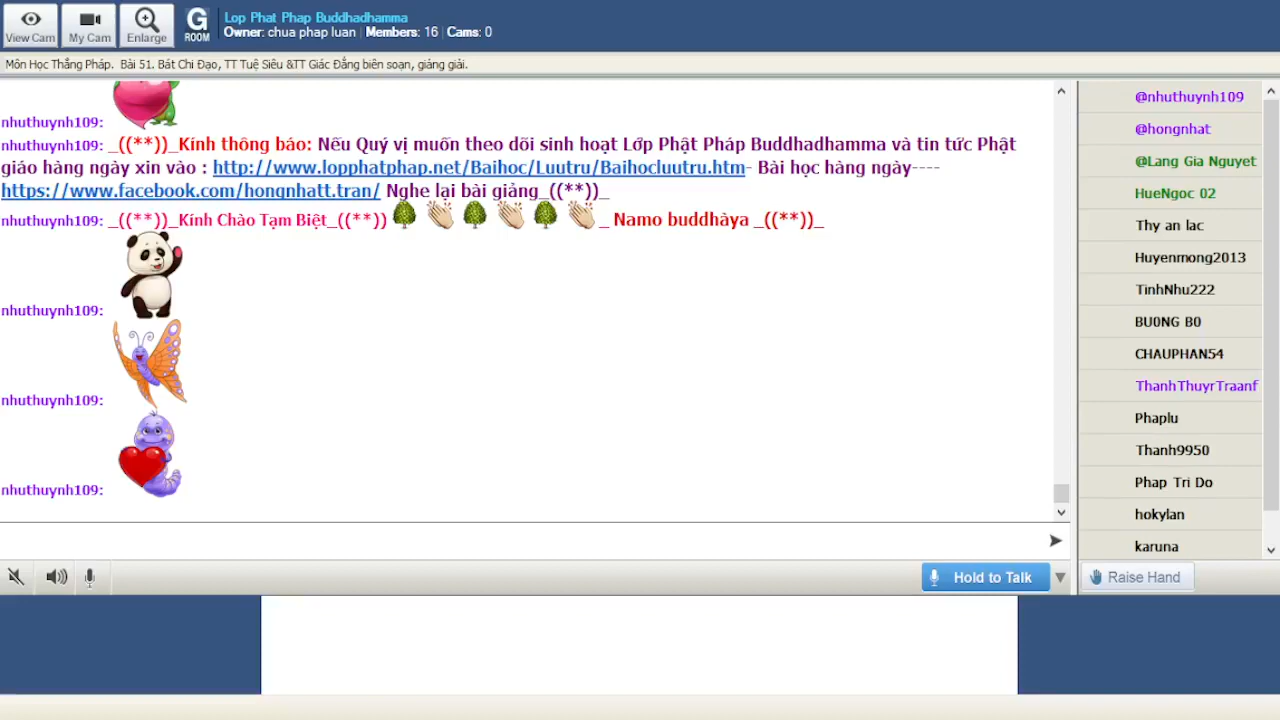 View Cam
My Cam
Enlarge
G ROOM
Lop Phat Phap Buddhadhamma
Owner: chua phap luan | Members: 16 | Cams: 0
Môn Học Thắng Pháp.  Bài 51. Bát Chi Đạo, TT Tuệ Siêu &TT Giác Đẳng biên soạn, giảng giải.
nhuthuynh109:
nhuthuynh109: _((**))_Kính thông báo: Nếu Quý vị muốn theo dõi sinh hoạt Lớp Phật Pháp Buddhadhamma và tin tức Phật
giáo hàng ngày xin vào : http://www.lopphatphap.net/Baihoc/Luutru/Baihocluutru.htm- Bài học hàng ngày----
https://www.facebook.com/hongnhatt.tran/ Nghe lại bài giảng_((**))_
nhuthuynh109: _((**))_Kính Chào Tạm Biệt_((**)) _ Namo buddhàya _((**))_
nhuthuynh109:
nhuthuynh109:
nhuthuynh109:
@nhuthuynh109
@hongnhat
@Lang Gia Nguyet
HueNgoc 02
Thy an lac
Huyenmong2013
TinhNhu222
BU0NG B0
CHAUPHAN54
ThanhThuyrTraanf
Phaplu
Thanh9950
Phap Tri Do
hokylan
karuna
Hold to Talk
Raise Hand